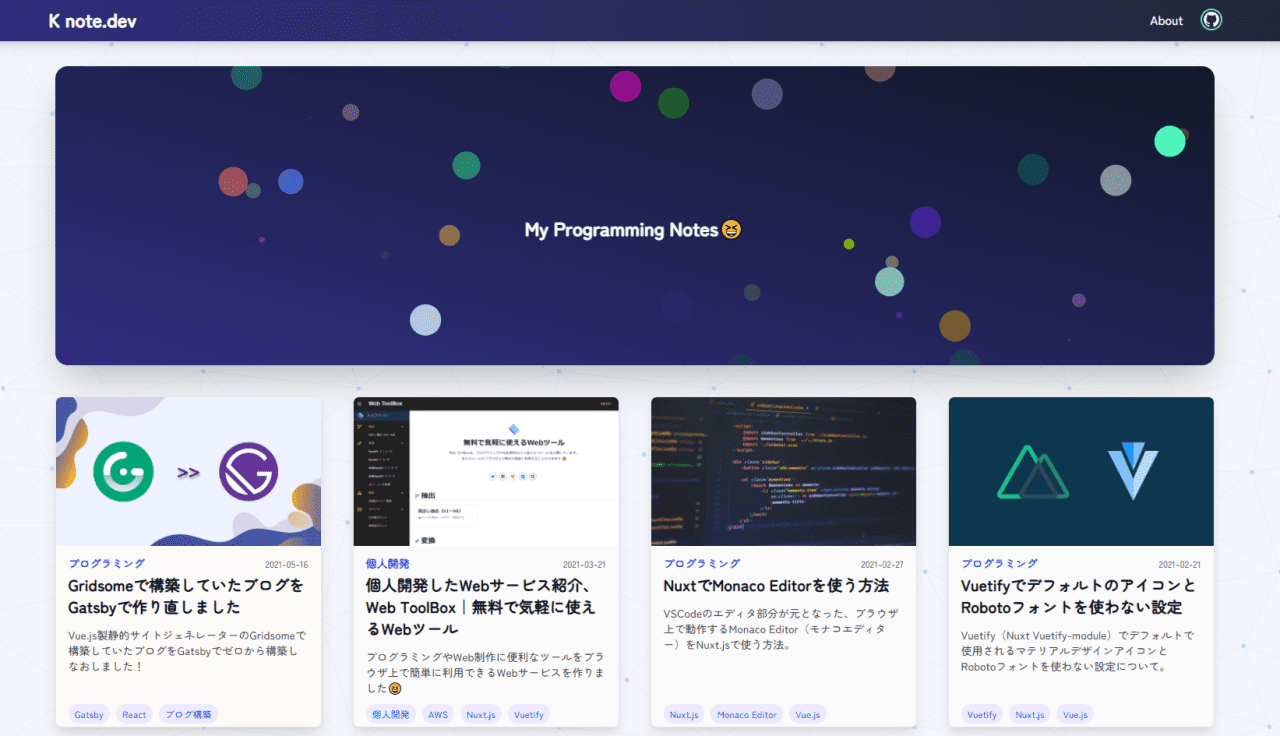 K note.dev
About
My Programming Notes😆
>>
プログラミング
2021-05-16
Gridsomeで構築していたブログを
Gatsbyで作り直しました
Vue.js製静的サイトジェネレーターのGridsomeで
構築していたブログをGatsbyでゼロから構築し
なおしました！
Gatsby
React
ブログ構築
Web ToolBox
無料で気軽に使えるWebツール
抽出
変換
個人開発
2021-03-21
個人開発したWebサービス紹介、
Web ToolBox｜無料で気軽に使え
るWebツール
プログラミングやWeb制作に便利なツールをブラ
ウザ上で簡単に利用できるWebサービスを作りま
した😆
個人開発
AWS
Nuxt.js
Vuetify
プログラミング
2021-02-27
NuxtでMonaco Editorを使う方法
VSCodeのエディタ部分が元となった、ブラウザ
上で動作するMonaco Editor（モナコエディタ
ー）をNuxt.jsで使う方法。
Nuxt.js
Monaco Editor
Vue.js
プログラミング
2021-02-21
Vuetifyでデフォルトのアイコンと
Robotoフォントを使わない設定
Vuetify（Nuxt Vuetify-module）でデフォルトで
使用されるマテリアルデザインアイコンと
Robotoフォントを使わない設定について。
Vuetify
Nuxt.js
Vue.js